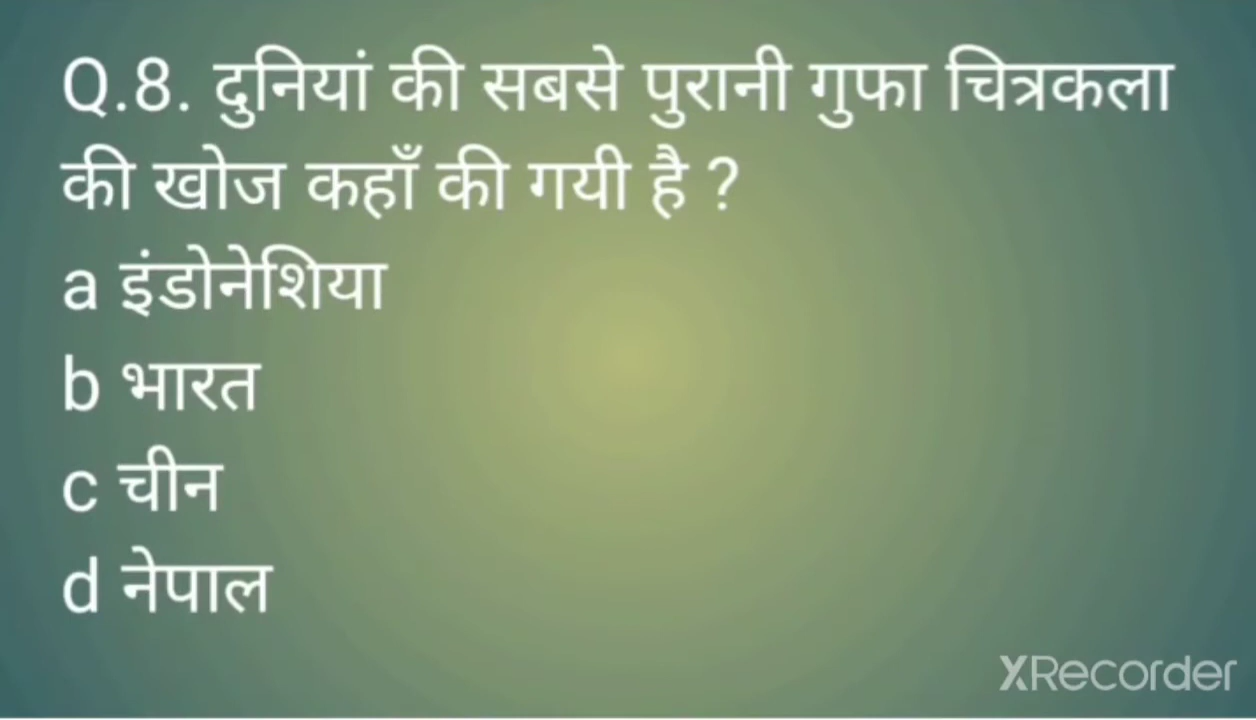 Q.8. दुनियां की सबसे पुरानी गुफा चित्रकला
की खोज कहाँ की गयी है ?
a इंडोनेशिया
b भारत
c चीन
d नेपाल
XRecorder